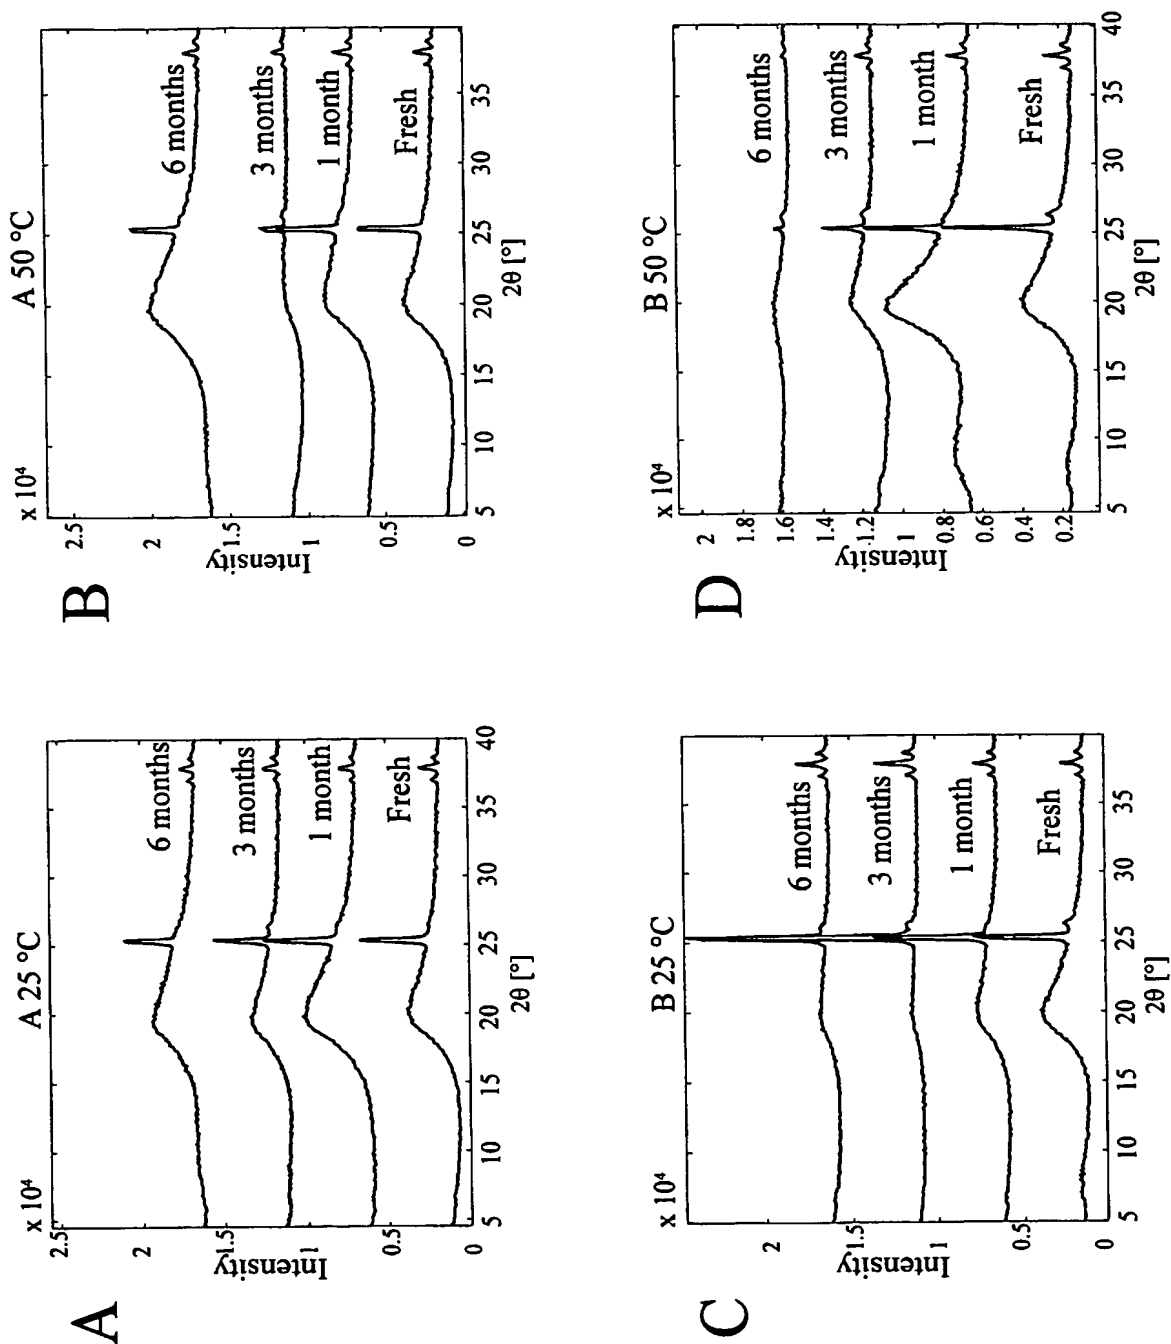 A
A 25 °C
x 10⁴
2.5
2
1.5
1
0.5
0
Intensity
6 months
3 months
1 month
Fresh
5
10
15
20
25
30
35
40
2θ [°]
B
A 50 °C
x 10⁴
2.5
2
1.5
1
0.5
0
Intensity
6 months
3 months
1 month
Fresh
5
10
15
20
25
30
35
2θ [°]
C
B 25 °C
x 10⁴
2
1.5
1
0.5
0
Intensity
6 months
3 months
1 month
Fresh
5
10
15
20
25
30
35
2θ [°]
D
B 50 °C
x 10⁴
2
1.8
1.6
1.4
1.2
1
0.8
0.6
0.4
0.2
Intensity
6 months
3 months
1 month
Fresh
5
10
15
20
25
30
35
40
2θ [°]